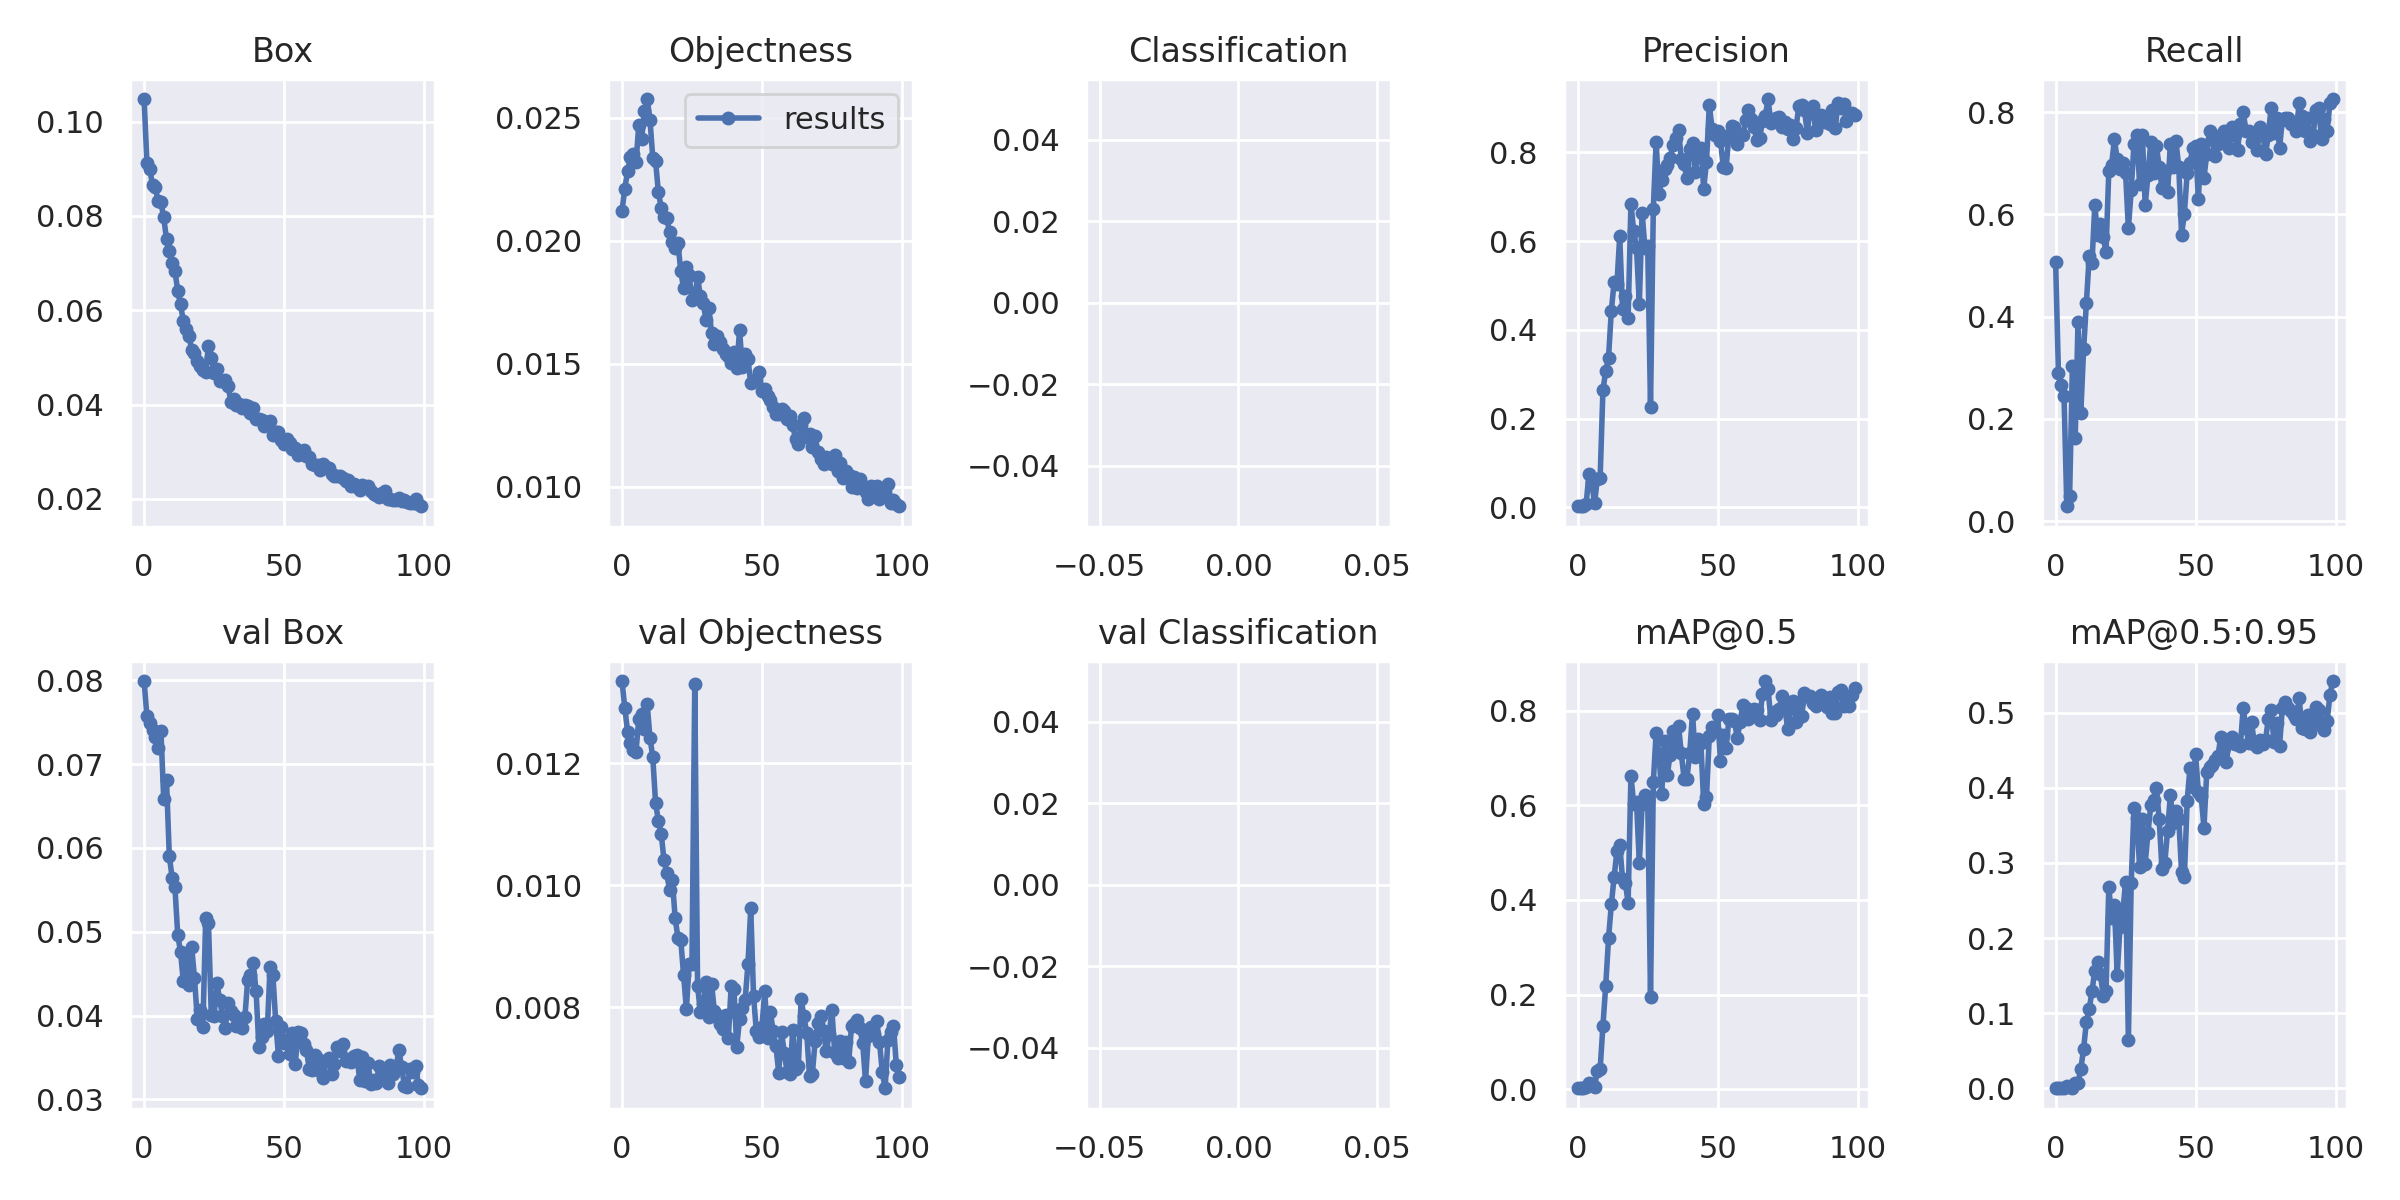 Box
Objectness
Classification
Precision
Recall
results
0.10
0.08
0.06
0.04
0.02
0 50 100
0.025
0.020
0.015
0.010
0 50 100
0.04
0.02
0.00
−0.02
−0.04
−0.05 0.00 0.05
0.8
0.6
0.4
0.2
0.0
0 50 100
0.8
0.6
0.4
0.2
0.0
0 50 100
val Box
val Objectness
val Classification
mAP@0.5
mAP@0.5:0.95
0.08
0.07
0.06
0.05
0.04
0.03
0 50 100
0.012
0.010
0.008
0 50 100
0.04
0.02
0.00
−0.02
−0.04
−0.05 0.00 0.05
0.8
0.6
0.4
0.2
0.0
0 50 100
0.5
0.4
0.3
0.2
0.1
0.0
0 50 100